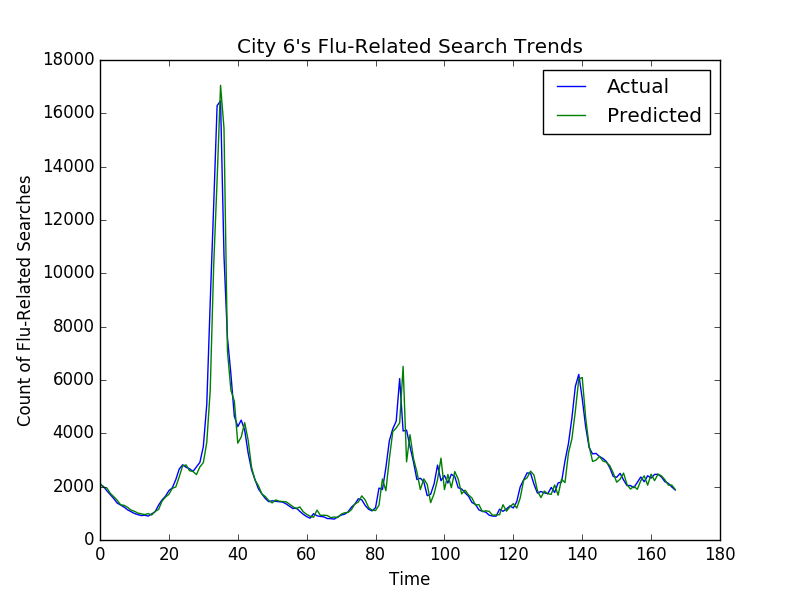 City 6's Flu-Related Search Trends
Actual
Predicted
Count of Flu-Related Searches
18000
16000
14000
12000
10000
8000
6000
4000
2000
0
0 20 40 60 80 100 120 140 160 180
Time